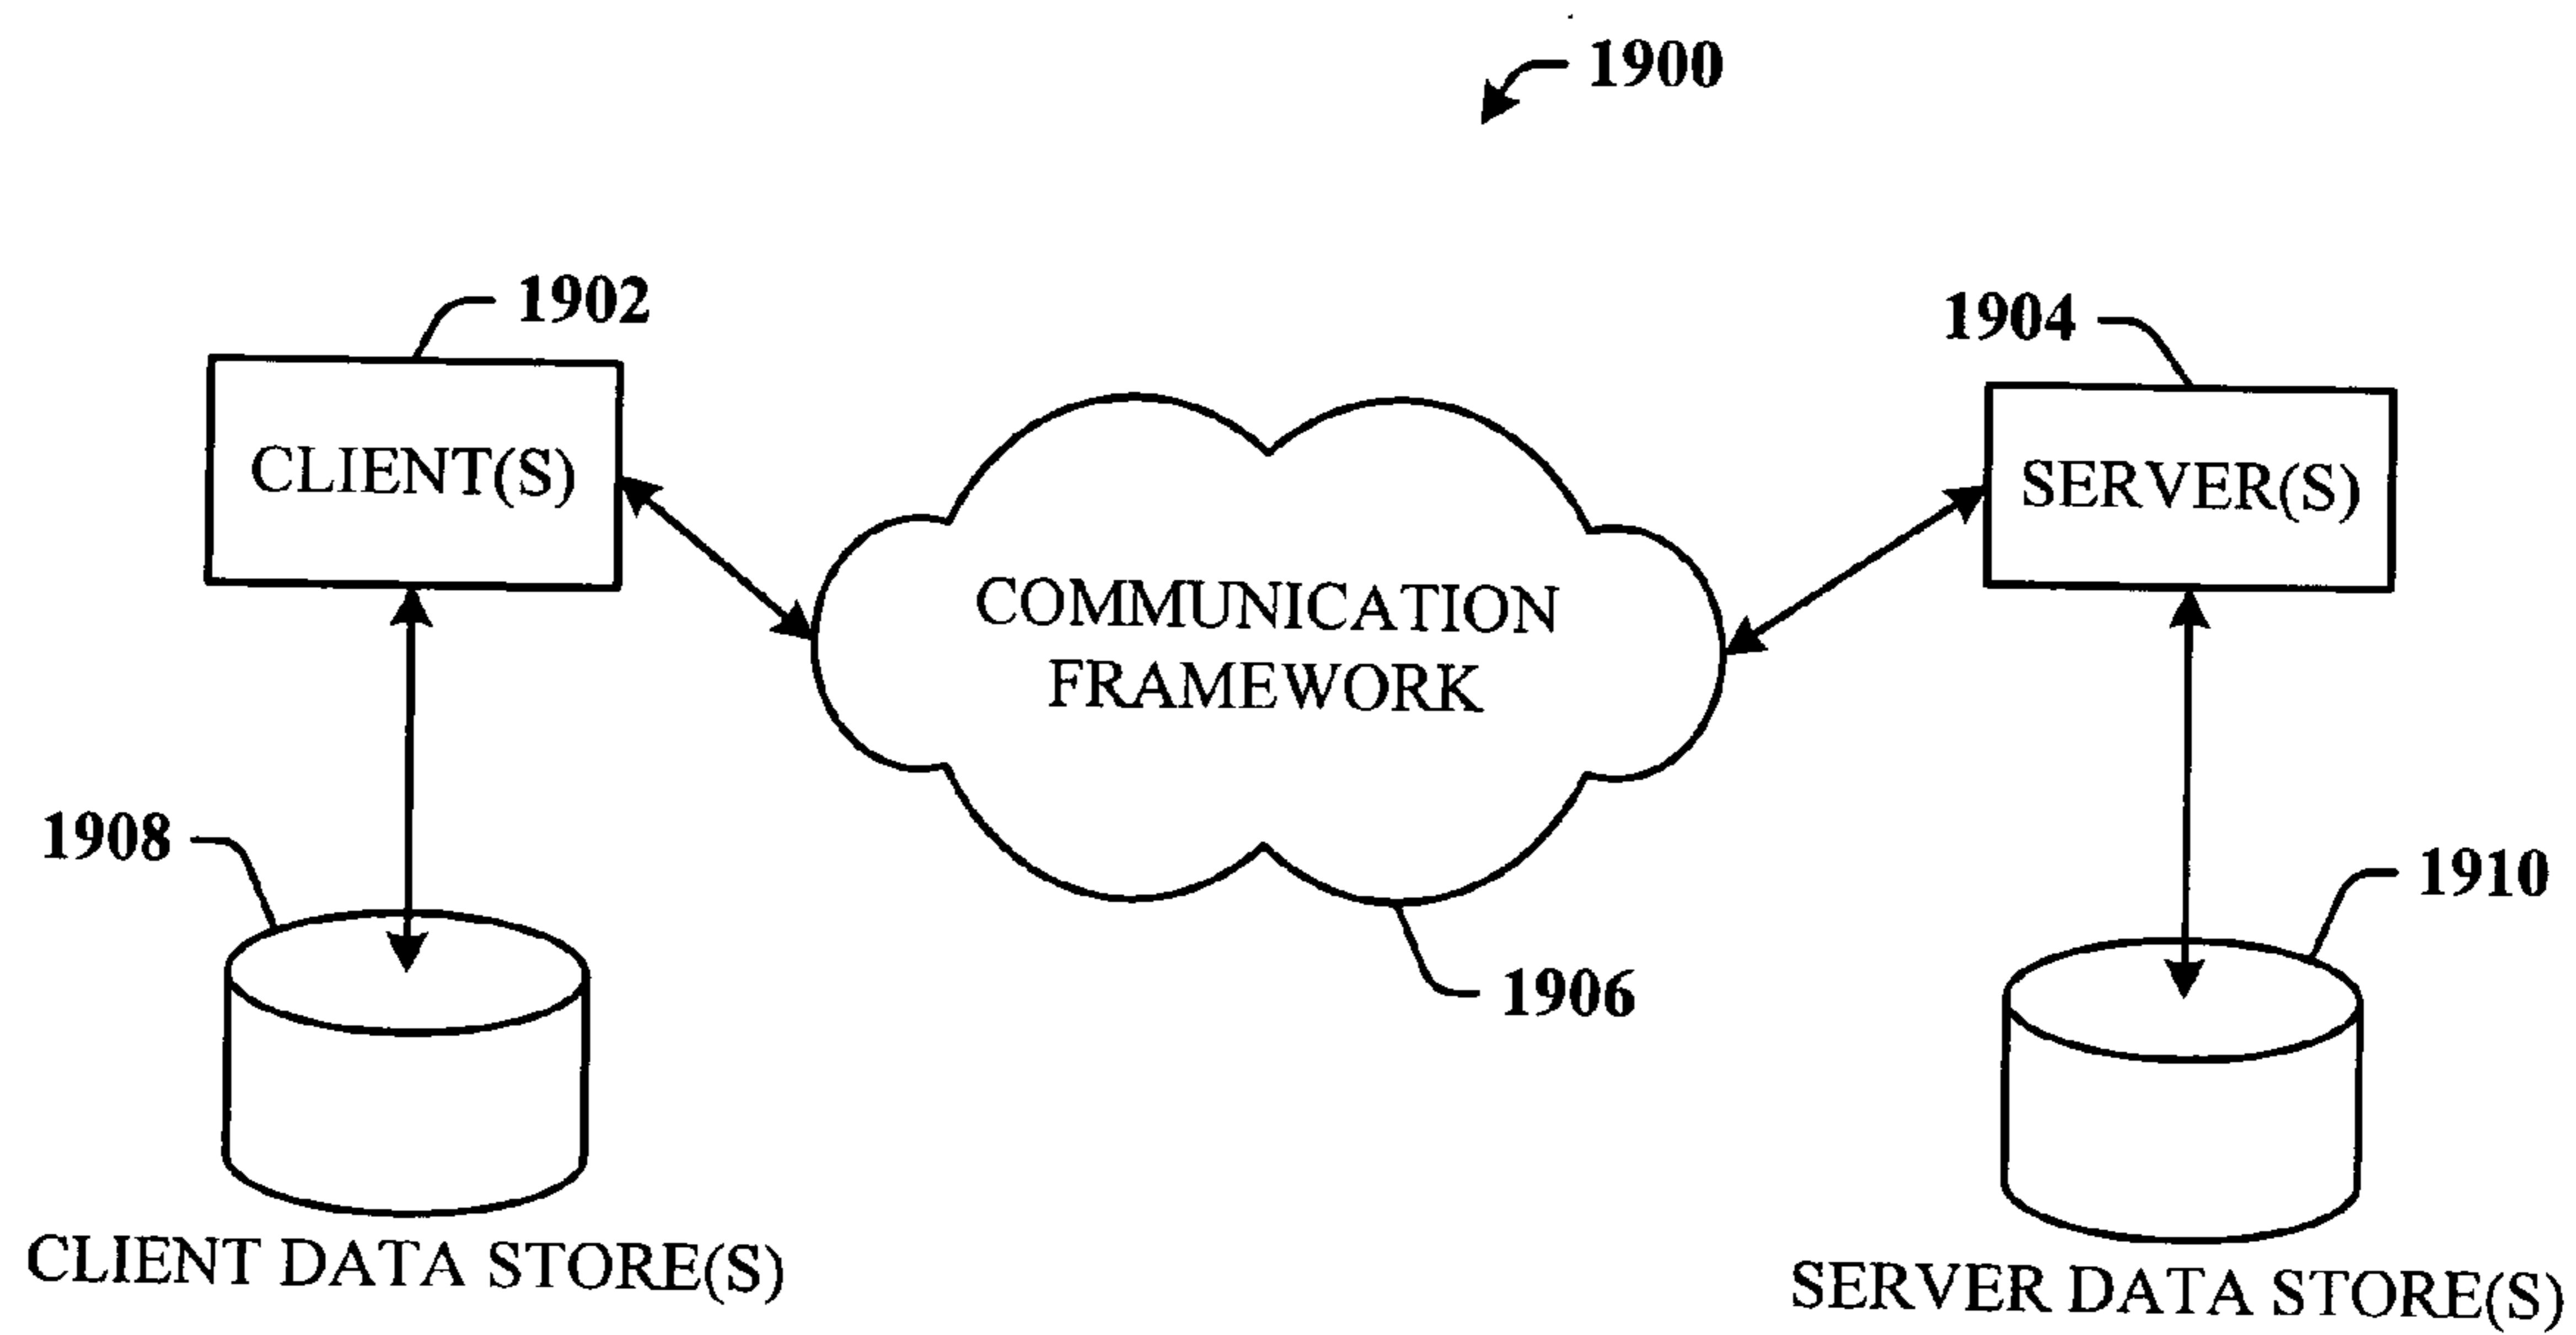 1900
1902
1904
CLIENT(S)
SERVER(S)
COMMUNICATION
FRAMEWORK
1908
1910
1906
CLIENT DATA STORE(S)
SERVER DATA STORE(S)